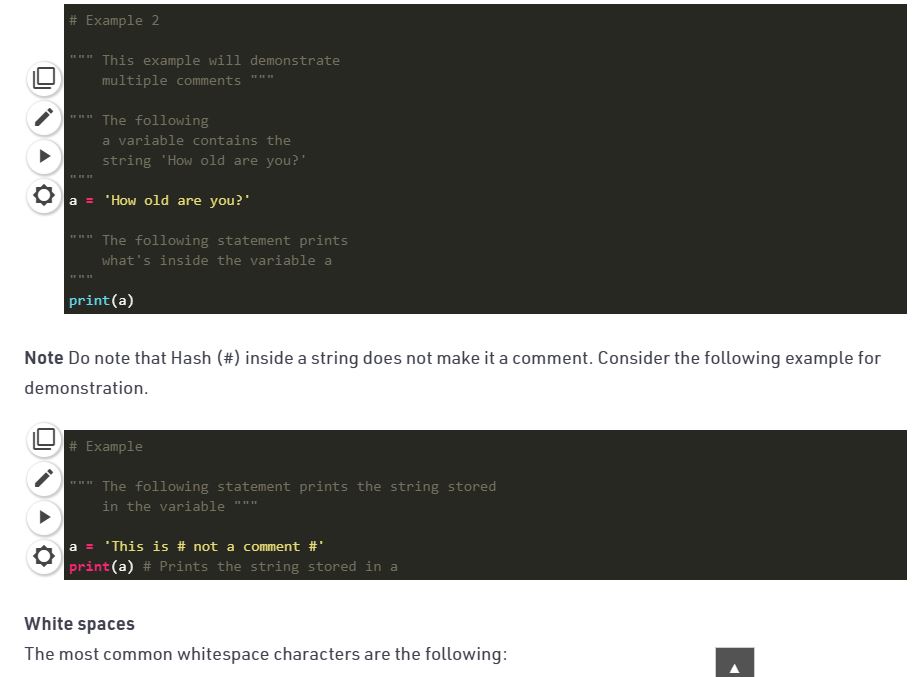 # Example 2
""" This example will demonstrate
multiple comments """
""" The following
a variable contains the
string 'How old are you?'
"""
a = 'How old are you?'
""" The following statement prints
what's inside the variable a
"""
print(a)
Note Do note that Hash (#) inside a string does not make it a comment. Consider the following example for
demonstration.
# Example
""" The following statement prints the string stored
in the variable """
a = 'This is # not a comment #'
print(a) # Prints the string stored in a
White spaces
The most common whitespace characters are the following: